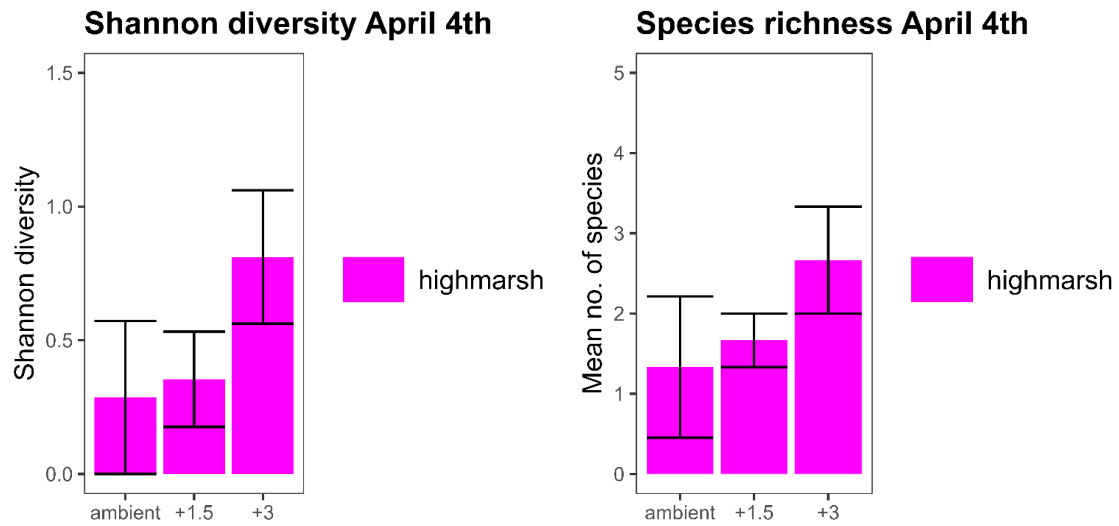 Shannon diversity April 4th
Shannon diversity
1.5
1.0
0.5
0.0
ambient +1.5 +3
highmarsh
Species richness April 4th
Mean no. of species
5
4
3
2
1
0
ambient +1.5 +3
highmarsh